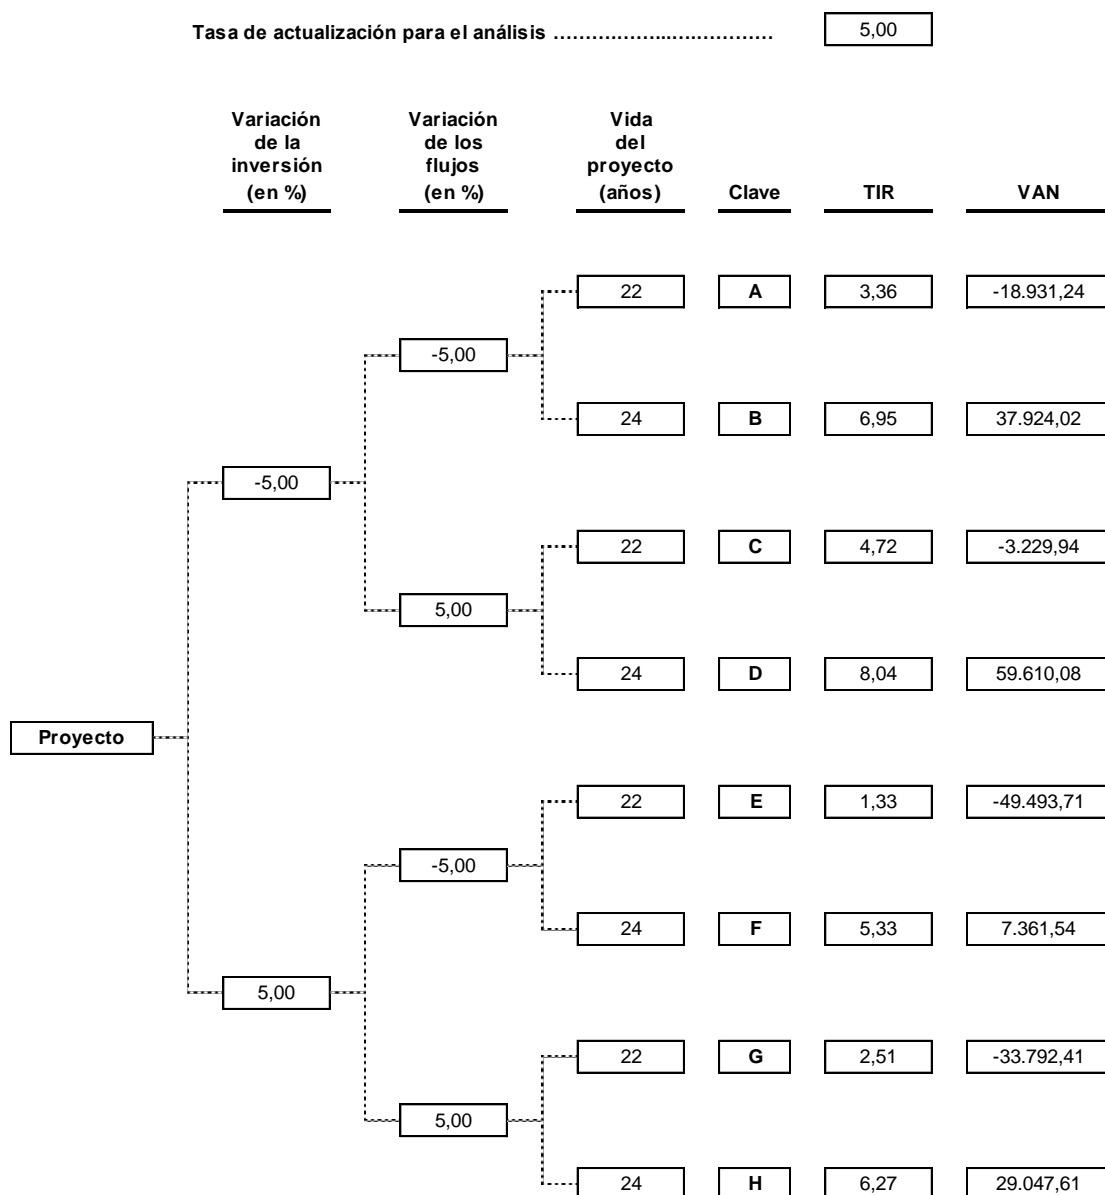 Tasa de actualización para el análisis ……….……...….………… 5,00
Variación Variación Vida
de la de los del
inversión flujos proyecto
(en %) (en %) (años) Clave TIR VAN
22 A 3,36 -18.931,24
-5,00
24 B 6,95 37.924,02
-5,00
22 C 4,72 -3.229,94
5,00
24 D 8,04 59.610,08
Proyecto
22 E 1,33 -49.493,71
-5,00
24 F 5,33 7.361,54
5,00
22 G 2,51 -33.792,41
5,00
24 H 6,27 29.047,61